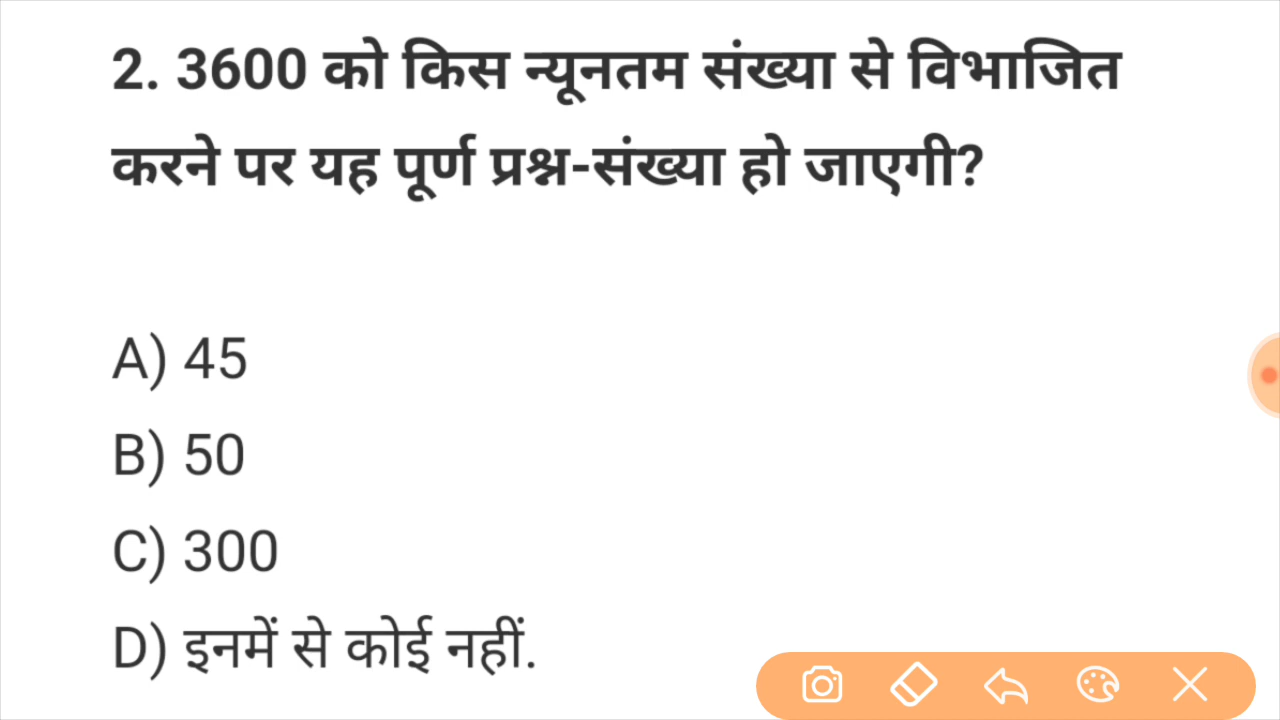 2. 3600 को किस न्यूनतम संख्या से विभाजित
करने पर यह पूर्ण प्रश्न-संख्या हो जाएगी?
A) 45
B) 50
C) 300
D) इनमें से कोई नहीं.